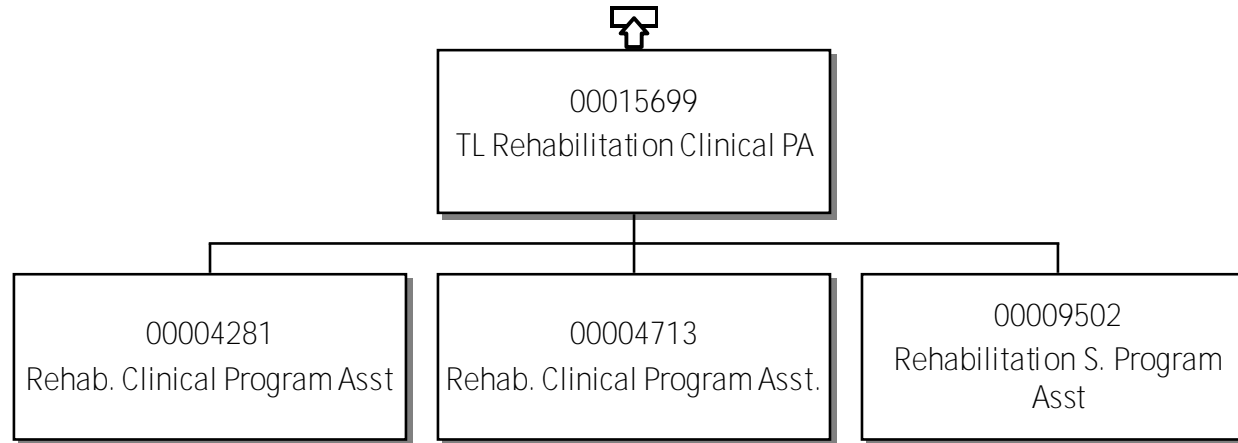 00015699
TL Rehabilitation Clinical PA
00004281
Rehab. Clinical Program Asst
00004713
Rehab. Clinical Program Asst.
00009502
Rehabilitation S. Program
Asst